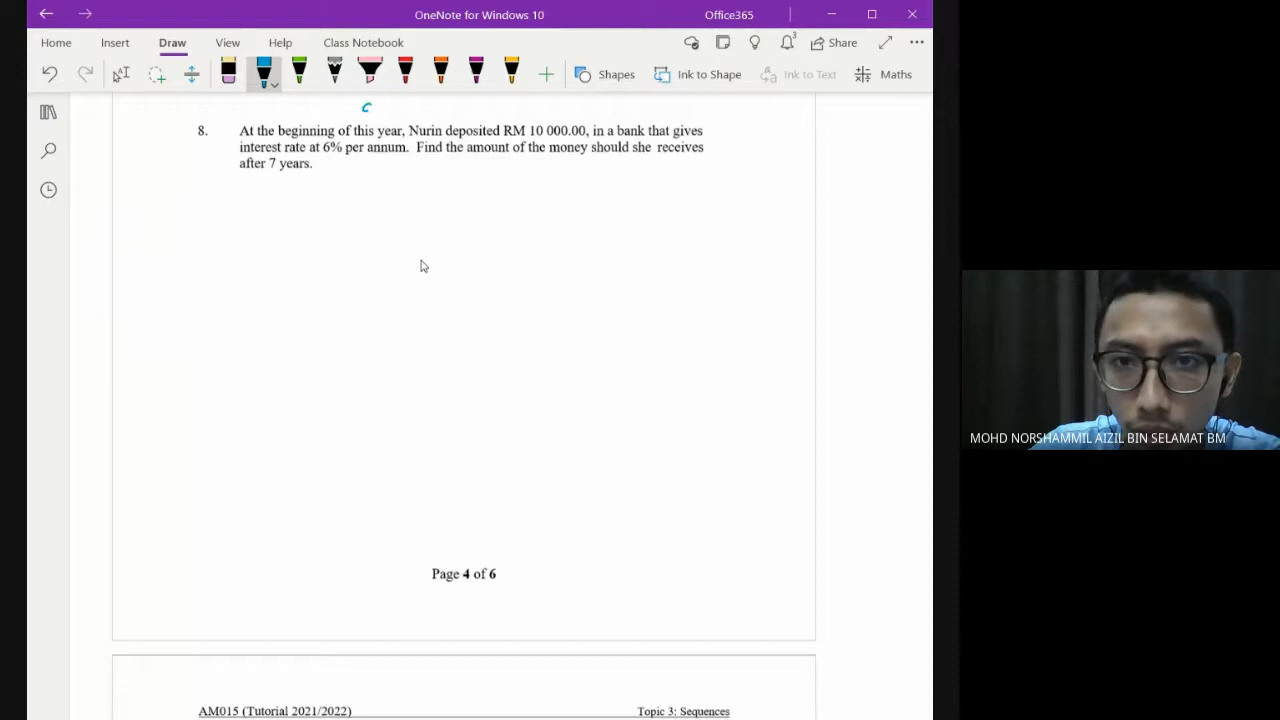 OneNote for Windows 10
Office365
Home
Insert
Draw
View
Help
Class Notebook
3
Share
Shapes
Ink to Shape
Ink to Text
Maths
8. At the beginning of this year, Nurin deposited RM 10 000.00, in a bank that gives
interest rate at 6% per annum. Find the amount of the money should she receives
after 7 years.
Page 4 of 6
AM015 (Tutorial 2021/2022)
Topic 3: Sequences
MOHD NORSHAMMIL AIZIL BIN SELAMAT BM